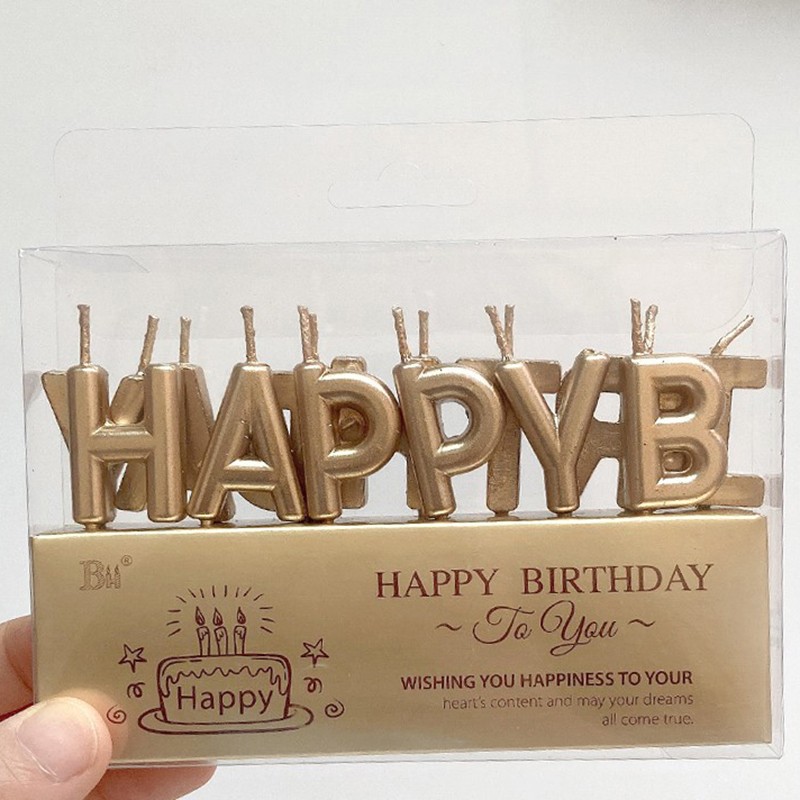 HAPPYB
BH®
HAPPY BIRTHDAY
~ To You ~
Happy
WISHING YOU HAPPINESS TO YOUR
heart's content and may your dreams
all come true.